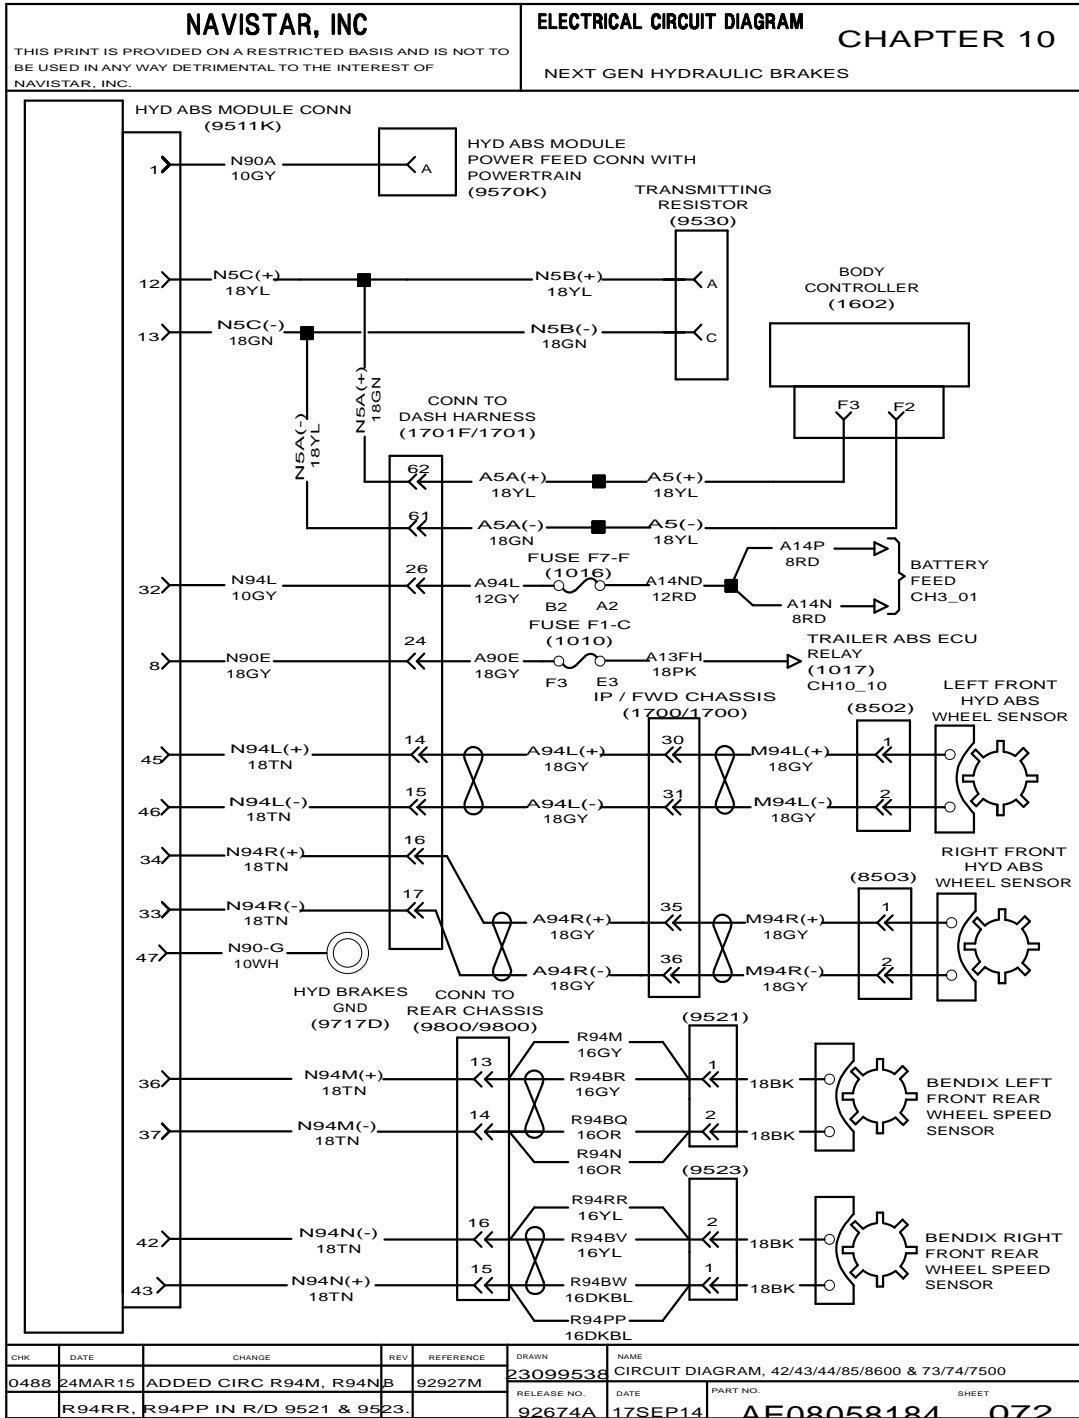 NAVISTAR, INC
THIS PRINT IS PROVIDED ON A RESTRICTED BASIS AND IS NOT TO
BE USED IN ANY WAY DETRIMENTAL TO THE INTEREST OF
NAVISTAR, INC.
ELECTRICAL CIRCUIT DIAGRAM
CHAPTER 10
NEXT GEN HYDRAULIC BRAKES
HYD ABS MODULE CONN
(9511K)
1
N90A
10GY
A
HYD ABS MODULE
POWER FEED CONN WITH
POWERTRAIN
(9570K)
TRANSMITTING
RESISTOR
(9530)
12
N5C(+)
18YL
N5B(+)
18YL
A
13
N5C(-)
18GN
N5B(-)
18GN
C
BODY
CONTROLLER
(1602)
F3
F2
N5A(+)
18GN
N5A(-)
18YL
CONN TO
DASH HARNESS
(1701F/1701)
62
A5A(+)
18YL
A5(+)
18YL
61
A5A(-)
18GN
A5(-)
18YL
32
N94L
10GY
26
A94L
12GY
FUSE F7-F
(1016)
B2
A2
A14ND
12RD
A14P
8RD
A14N
8RD
BATTERY
FEED
CH3_01
8
N90E
18GY
24
A90E
18GY
FUSE F1-C
(1010)
F3
E3
A13FH
18PK
TRAILER ABS ECU
RELAY
(1017)
CH10_10
IP / FWD CHASSIS
(1700/1700)
(8502)
LEFT FRONT
HYD ABS
WHEEL SENSOR
45
N94L(+)
18TN
14
A94L(+)
18GY
30
M94L(+)
18GY
1
46
N94L(-)
18TN
15
A94L(-)
18GY
31
M94L(-)
18GY
2
34
N94R(+)
18TN
16
RIGHT FRONT
HYD ABS
WHEEL SENSOR
(8503)
33
N94R(-)
18TN
17
A94R(+)
18GY
35
M94R(+)
18GY
1
47
N90-G
10WH
A94R(-)
18GY
36
M94R(-)
18GY
2
HYD BRAKES
GND
(9717D)
CONN TO
REAR CHASSIS
(9800/9800)
(9521)
R94M
16GY
36
N94M(+)
18TN
13
R94BR
16GY
1
18BK
37
N94M(-)
18TN
14
R94BQ
16OR
2
18BK
R94N
16OR
BENDIX LEFT
FRONT REAR
WHEEL SPEED
SENSOR
(9523)
R94RR
16YL
42
N94N(-)
18TN
16
R94BV
16YL
2
18BK
43
N94N(+)
18TN
15
R94BW
16DKBL
1
18BK
R94PP
16DKBL
BENDIX RIGHT
FRONT REAR
WHEEL SPEED
SENSOR
CHK DATE CHANGE REV REFERENCE
0488 24MAR15 ADDED CIRC R94M, R94N B 92927M
R94RR, R94PP IN R/D 9521 & 9523.
DRAWN
23099538
NAME
CIRCUIT DIAGRAM, 42/43/44/85/8600 & 73/74/7500
RELEASE NO. DATE PART NO. SHEET
92674A 17SEP14 AE08058184 072